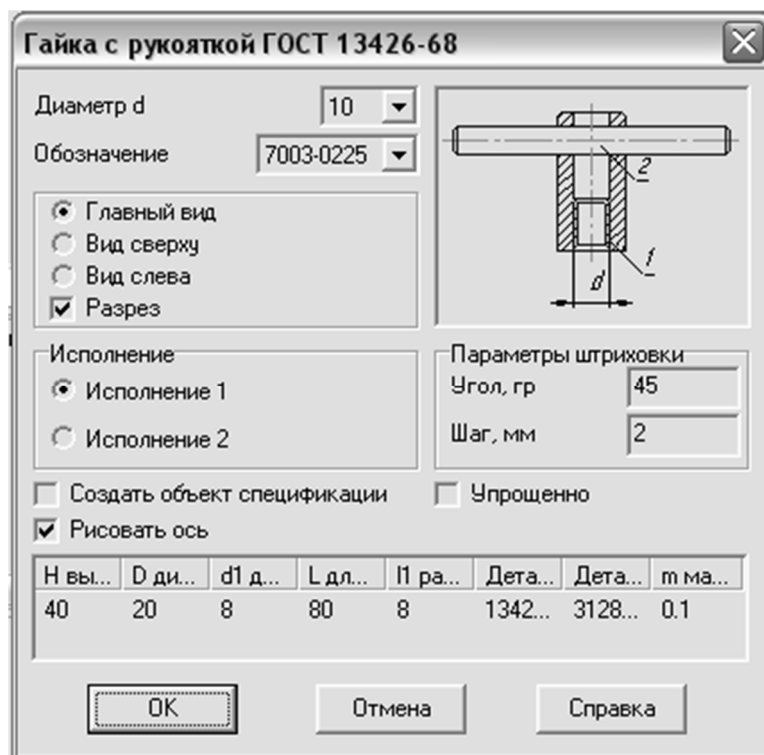 Гайка с рукояткой ГОСТ 13426-68
Диаметр d 10
Обозначение 7003-0225
2
1
d
Главный вид
Вид сверху
Вид слева
Разрез
Исполнение
Исполнение 1
Исполнение 2
Параметры штриховки
Угол, гр 45
Шаг, мм 2
Создать объект спецификации Упрощенно
Рисовать ось
H вы... D ди... d1 д... L дл... l1 ра... Дета... Дета... m ма...
40 20 8 80 8 1342... 3128... 0.1
OK Отмена Справка